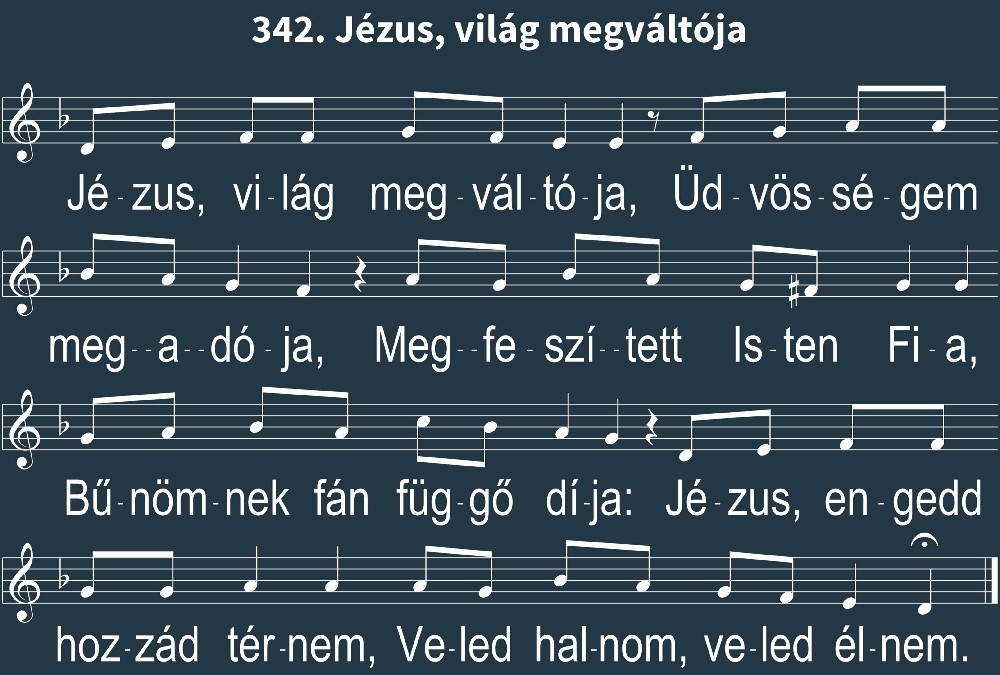 342. Jézus, világ megváltója
Jé - zus, vi - lág meg - vál - tó - ja, Üd - vös - sé - gem
meg - - a - - dó - ja, Meg - - fe - szí - - tett Is - ten Fi - a,
Bű - nöm - nek fán füg - gő dí - ja: Jé - zus, en - gedd
hoz - zád tér - nem, Ve - led hal - nom, ve - led él - nem.